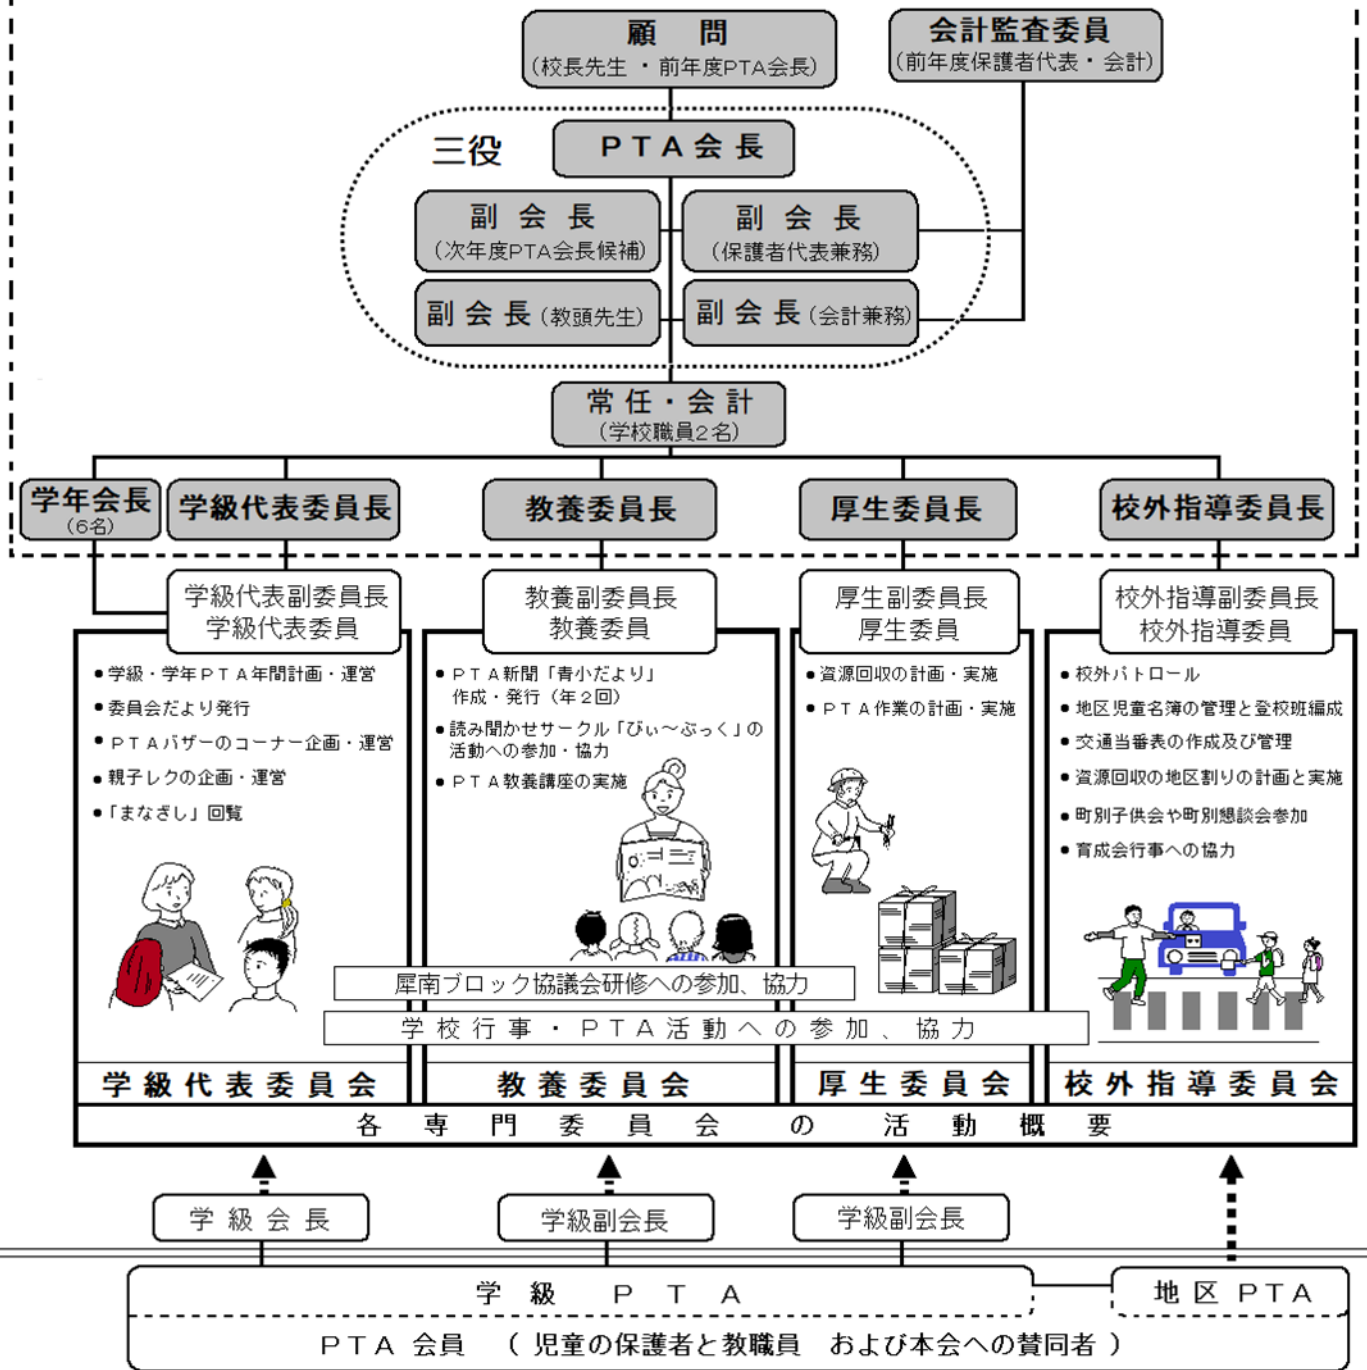 顧問
(校長先生・前年度PTA会長)
会計監査委員
(前年度保護者代表・会計)
三役
PTA会長
副会長
(次年度PTA会長候補)
副会長
(保護者代表兼務)
副会長(教頭先生)
副会長(会計兼務)
常任・会計
(学校職員2名)
学年会長
(6名)
学級代表委員長
教養委員長
厚生委員長
校外指導委員長
学級代表副委員長
学級代表委員
教養副委員長
教養委員
厚生副委員長
厚生委員
校外指導副委員長
校外指導委員
●学級・学年PTA年間計画・運営
●委員会だより発行
●PTAバザーのコーナー企画・運営
●親子レクの企画・運営
●「まなざし」回覧
●PTA新聞「青小だより」
作成・発行(年2回)
●読み聞かせサークル「びぃ～ぶっく」の
活動への参加・協力
●PTA教養講座の実施
●資源回収の計画・実施
●PTA作業の計画・実施
●校外パトロール
●地区児童名簿の管理と登校班編成
●交通当番表の作成及び管理
●資源回収の地区割りの計画と実施
●町別子供会や町別懇談会参加
●育成会行事への協力
犀南ブロック協議会研修への参加、協力
学校行事・PTA活動への参加、協力
学級代表委員会
教養委員会
厚生委員会
校外指導委員会
各専門委員会の活動概要
学級会長
学級副会長
学級副会長
学級PTA
地区PTA
PTA会員(児童の保護者と教職員 および本会への賛同者)